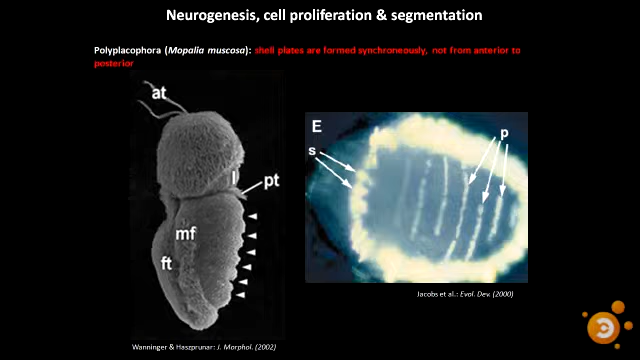 Neurogenesis, cell proliferation & segmentation
Polyplacophora (Mopalia muscosa): shell plates are formed synchroneously, not from anterior to
posterior
at
E
p
s
l
pt
mf
ft
Jacobs et al.: Evol. Dev. (2000)
Wanninger & Haszprunar: J. Morphol. (2002)